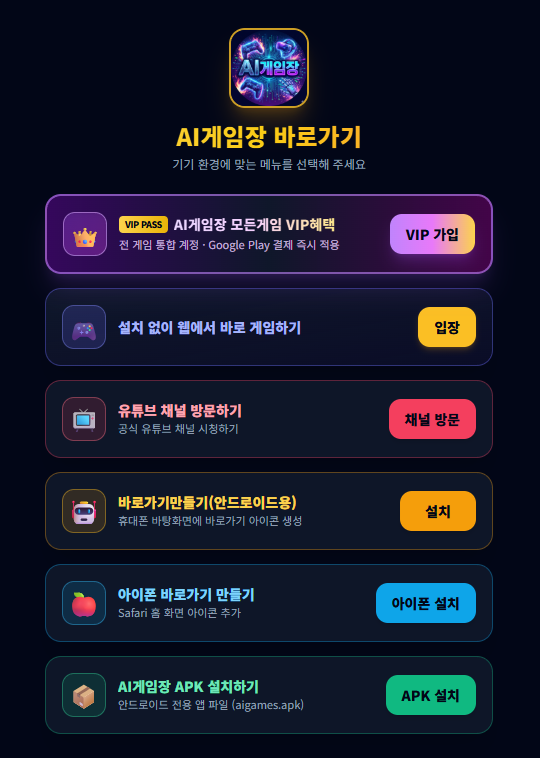 AI게임장
AI게임장 바로가기
기기 환경에 맞는 메뉴를 선택해 주세요
VIP PASS AI게임장 모든게임 VIP혜택
전 게임 통합 계정 · Google Play 결제 즉시 적용
VIP 가입
설치 없이 웹에서 바로 게임하기
입장
유튜브 채널 방문하기
공식 유튜브 채널 시청하기
채널 방문
바로가기만들기(안드로이드용)
휴대폰 바탕화면에 바로가기 아이콘 생성
설치
아이폰 바로가기 만들기
Safari 홈 화면 아이콘 추가
아이폰 설치
AI게임장 APK 설치하기
안드로이드 전용 앱 파일 (aigames.apk)
APK 설치